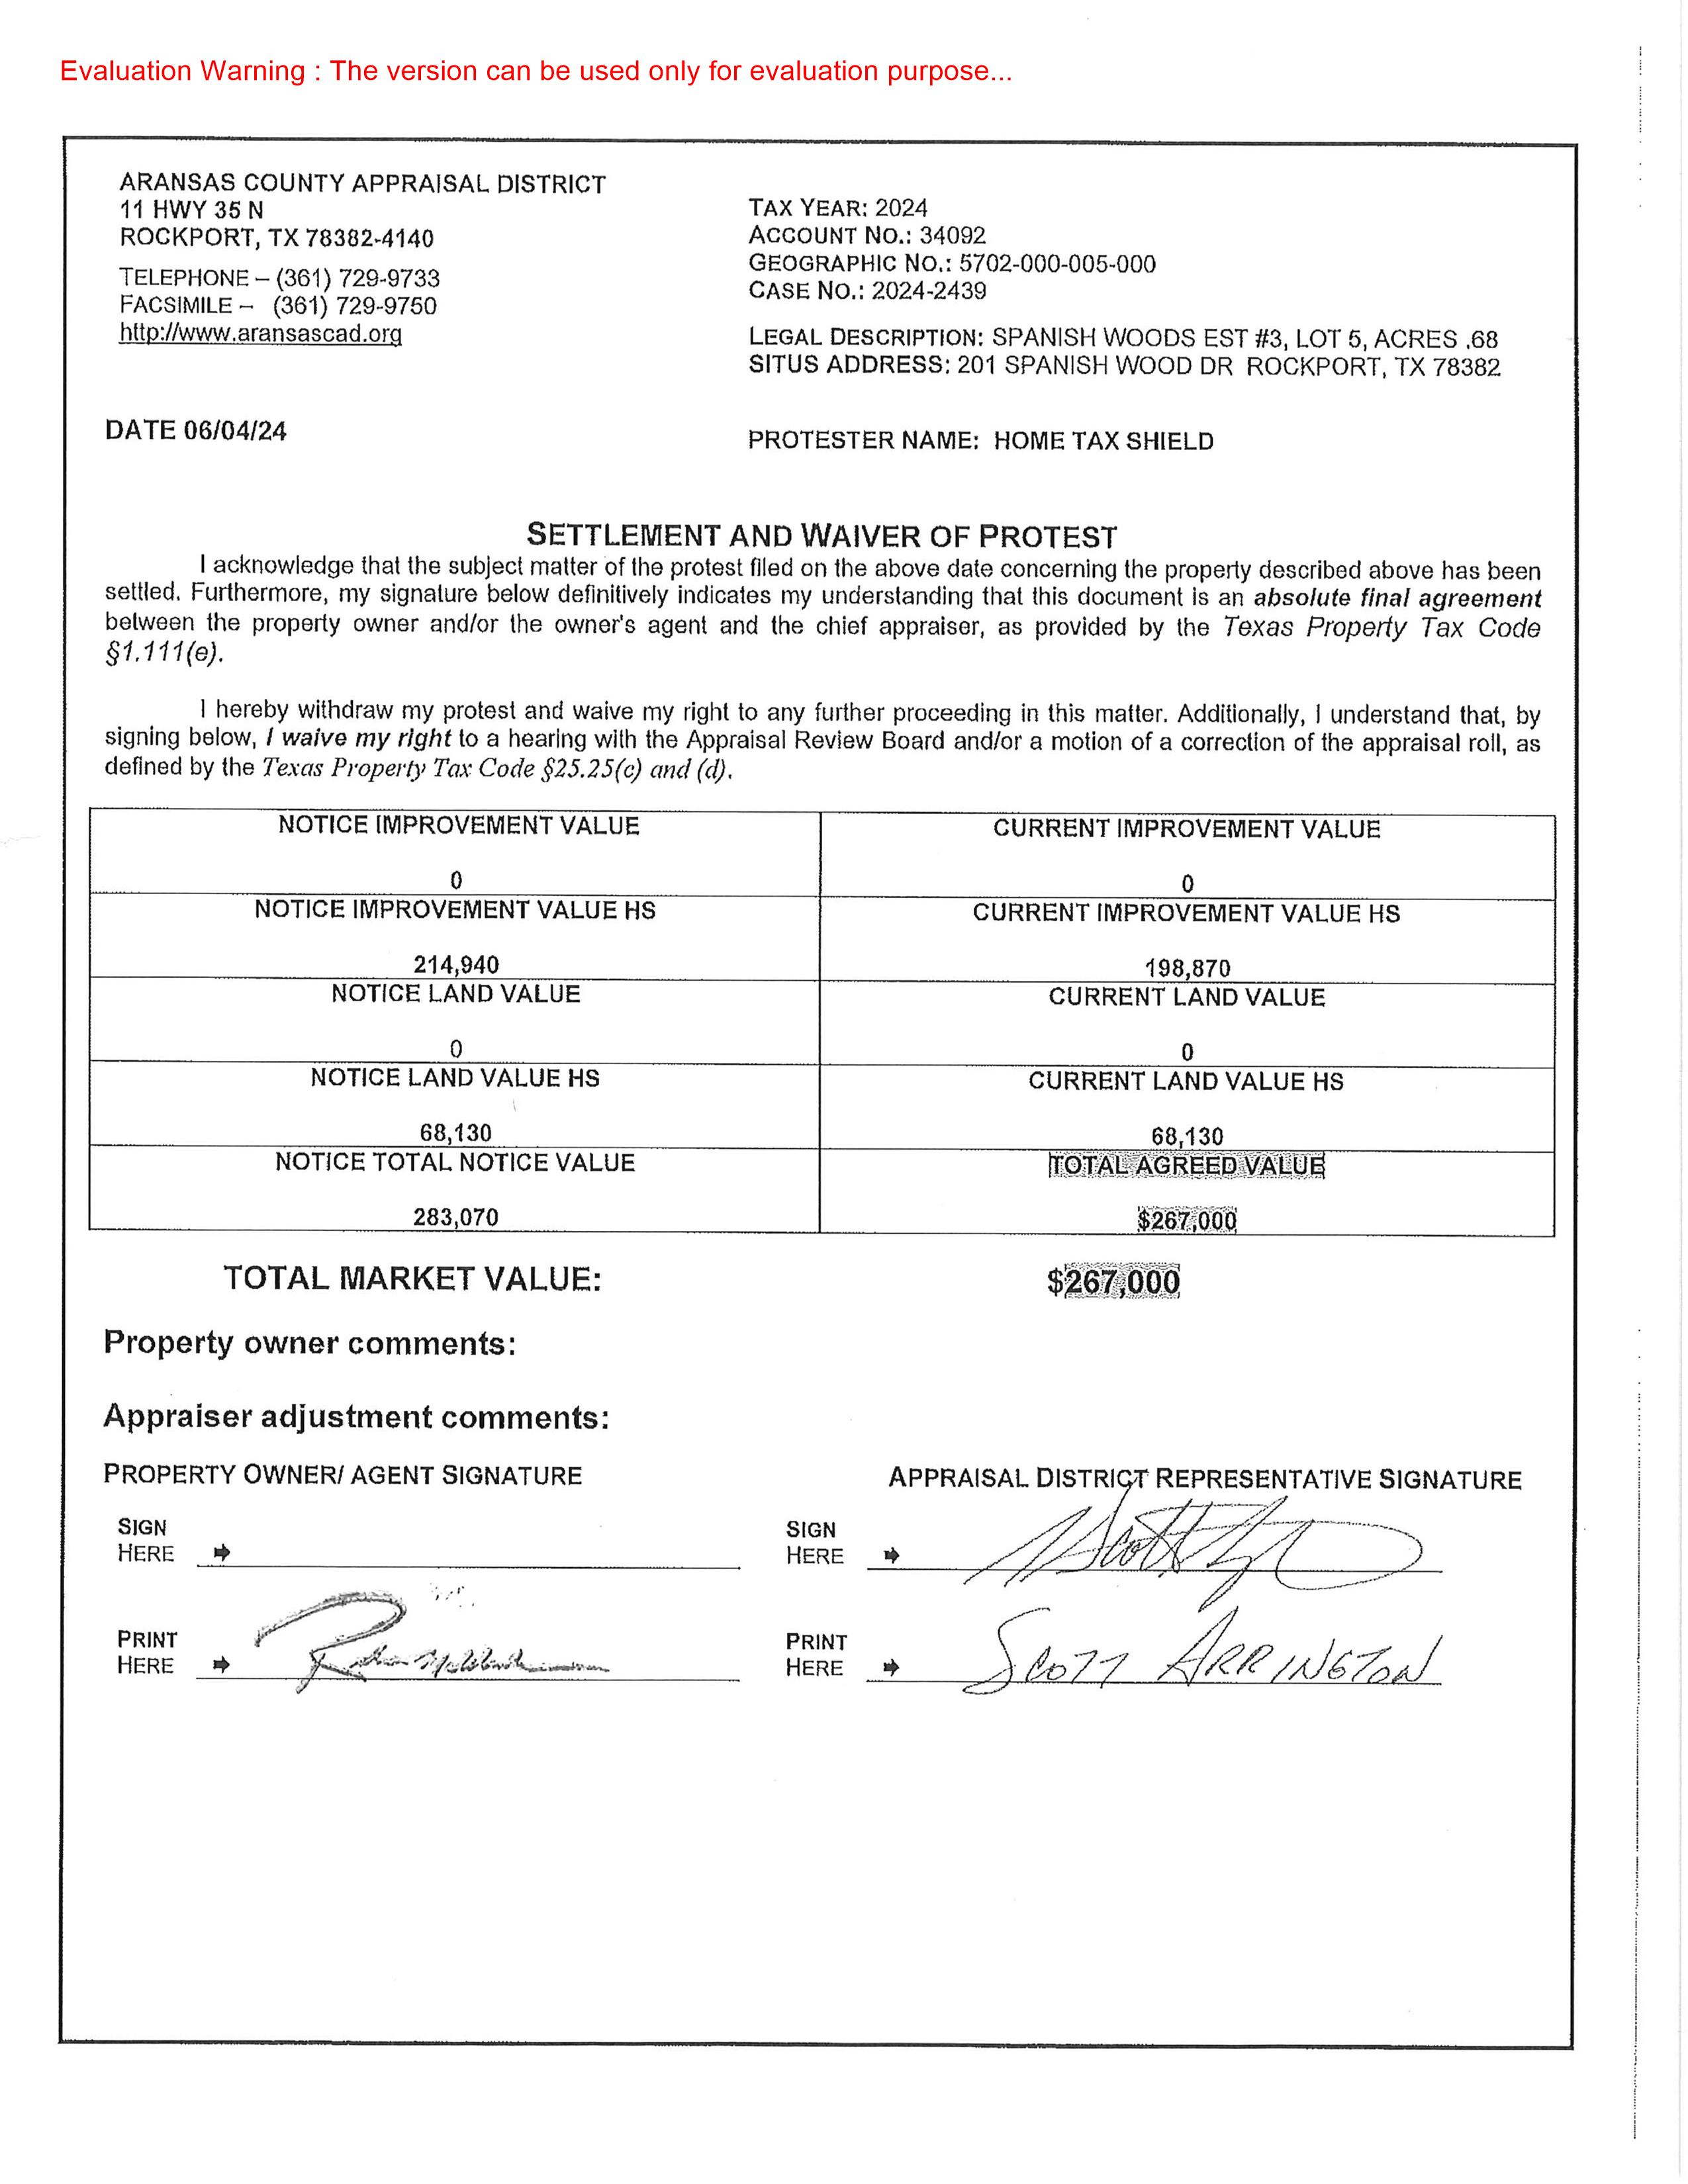 Evaluation Warning : The version can be used only for evaluation purpose...
ARANSAS COUNTY APPRAISAL DISTRICT
11 HWY 35 N
ROCKPORT, TX 78382-4140
TELEPHONE – (361) 729-9733
FACSIMILE – (361) 729-9750
http://www.aransascad.org
TAX YEAR: 2024
ACCOUNT NO.: 34092
GEOGRAPHIC NO.: 5702-000-005-000
CASE NO.: 2024-2439
LEGAL DESCRIPTION: SPANISH WOODS EST #3, LOT 5, ACRES .68
SITUS ADDRESS: 201 SPANISH WOOD DR ROCKPORT, TX 78382
DATE 06/04/24
PROTESTER NAME: HOME TAX SHIELD
SETTLEMENT AND WAIVER OF PROTEST
I acknowledge that the subject matter of the protest filed on the above date concerning the property described above has been
settled. Furthermore, my signature below definitively indicates my understanding that this document is an absolute final agreement
between the property owner and/or the owner's agent and the chief appraiser, as provided by the Texas Property Tax Code
§1.111(e).
I hereby withdraw my protest and waive my right to any further proceeding in this matter. Additionally, I understand that, by
signing below, I waive my right to a hearing with the Appraisal Review Board and/or a motion of a correction of the appraisal roll, as
defined by the Texas Property Tax Code §25.25(c) and (d).
NOTICE IMPROVEMENT VALUE
0
CURRENT IMPROVEMENT VALUE
0
NOTICE IMPROVEMENT VALUE HS
214,940
CURRENT IMPROVEMENT VALUE HS
198,870
NOTICE LAND VALUE
0
CURRENT LAND VALUE
0
NOTICE LAND VALUE HS
68,130
CURRENT LAND VALUE HS
68,130
NOTICE TOTAL NOTICE VALUE
283,070
TOTAL AGREED VALUE
$267,000
TOTAL MARKET VALUE: $267,000
Property owner comments:
Appraiser adjustment comments:
PROPERTY OWNER/ AGENT SIGNATURE
APPRAISAL DISTRICT REPRESENTATIVE SIGNATURE
SIGN
HERE
SIGN
HERE
PRINT
HERE
PRINT
HERE
SCOTT ARRINGTON